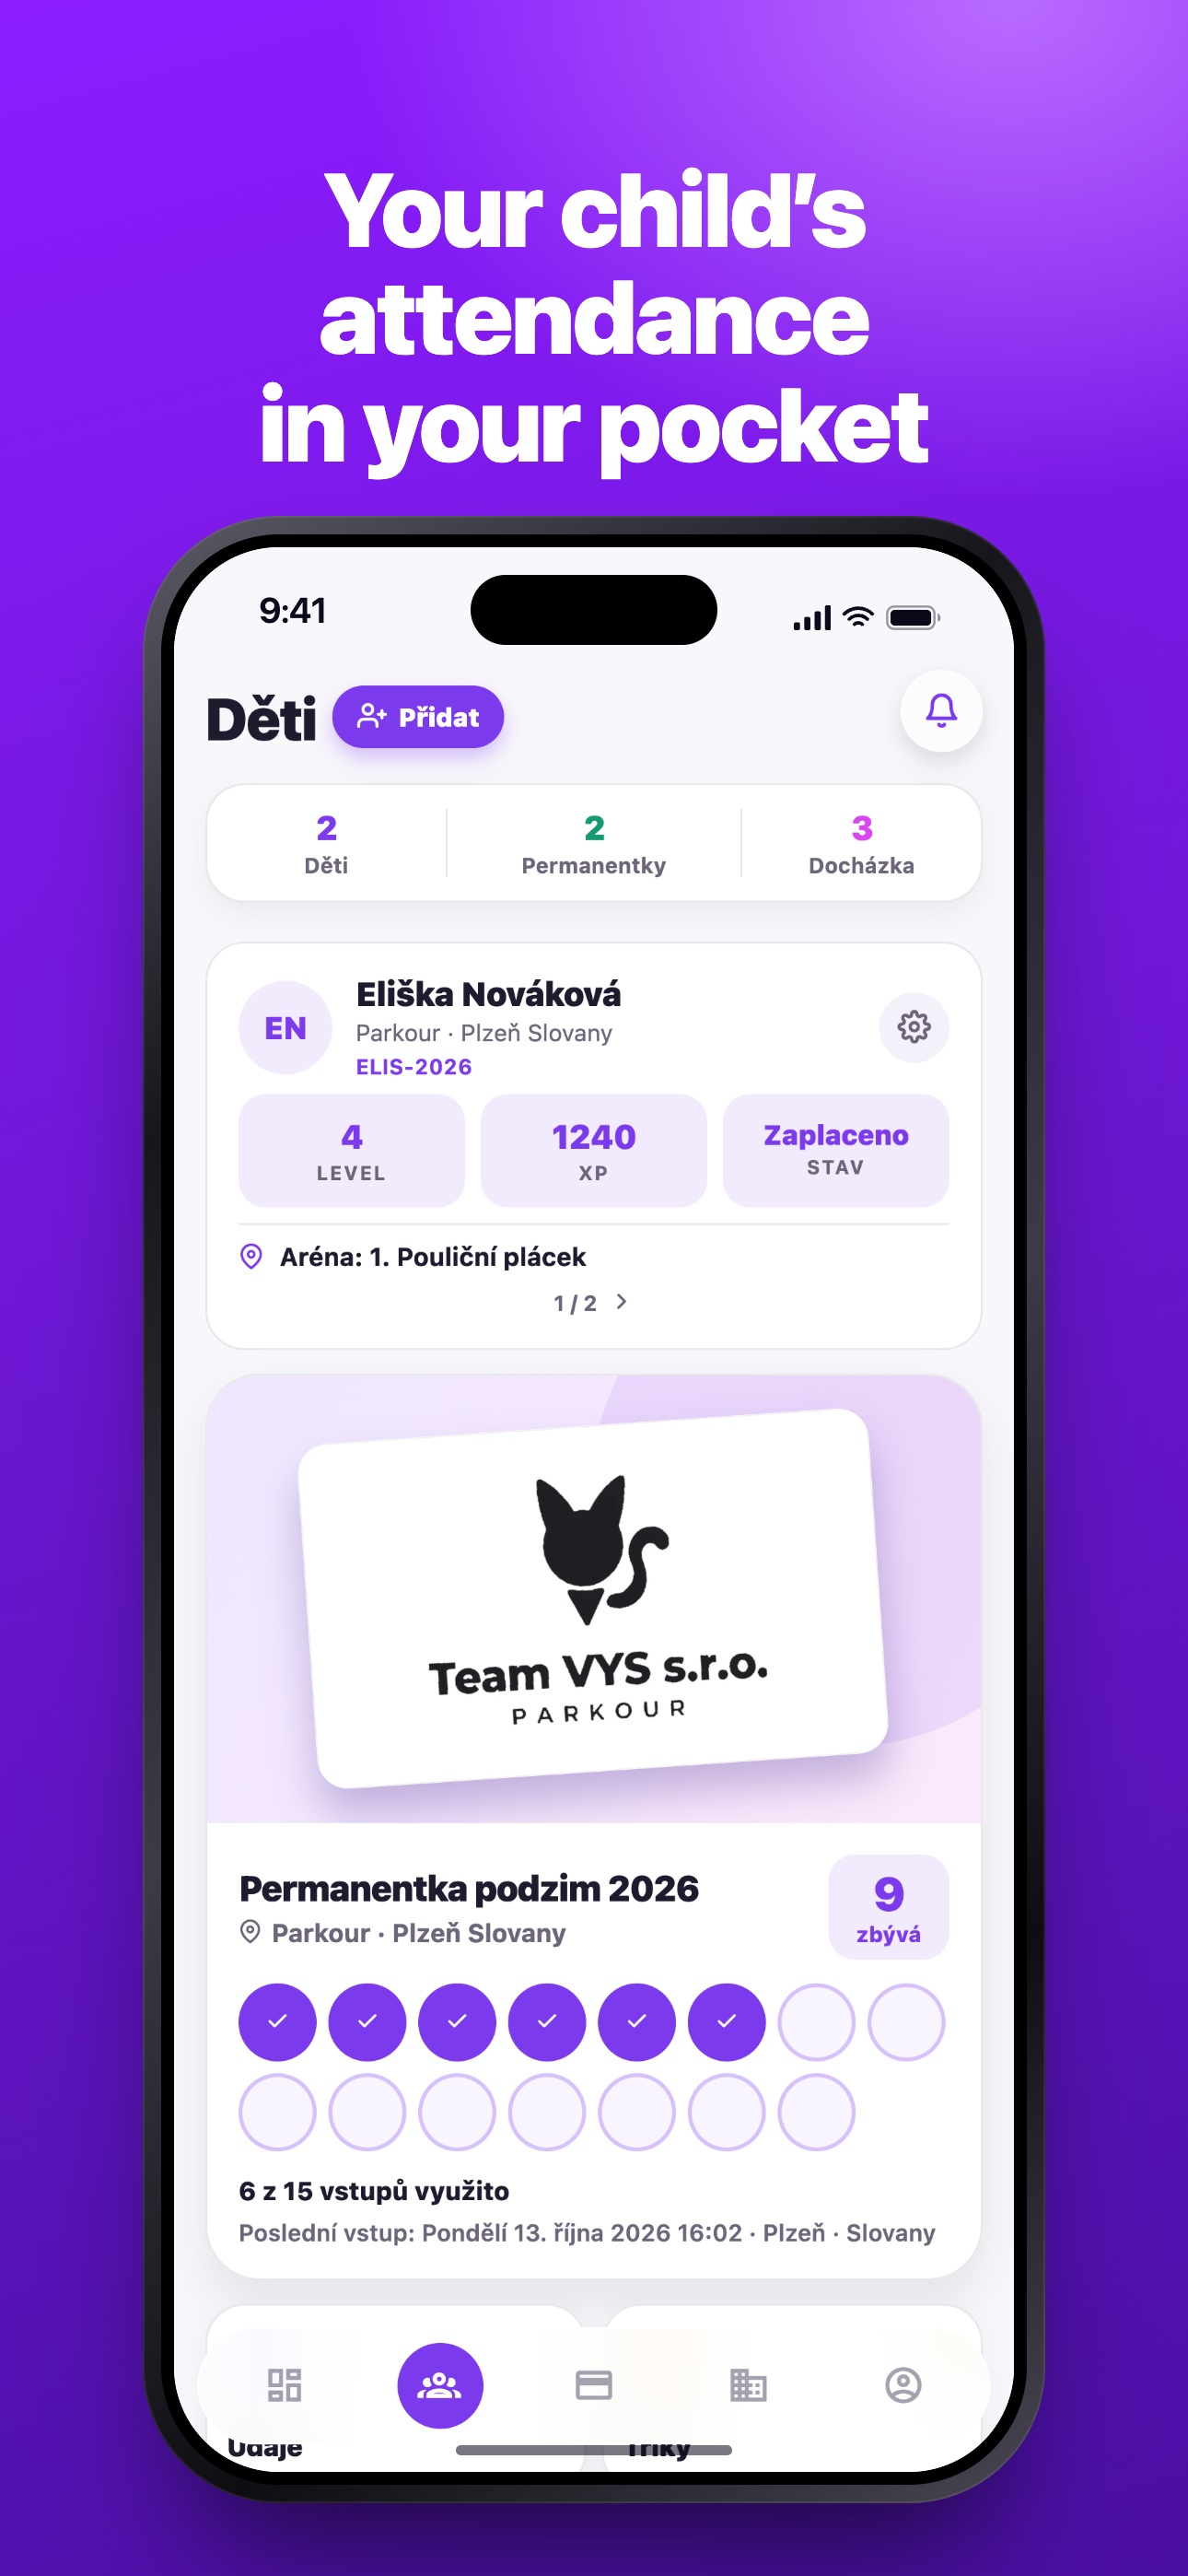 Your child's
attendance
in your pocket
9:41
Děti
Přidat
2
Děti
2
Permanentky
3
Docházka
EN
Eliška Nováková
Parkour · Plzeň Slovany
ELIS-2026
4
LEVEL
1240
XP
Zaplaceno
STAV
Aréna: 1. Pouliční plácek
1 / 2
Team VYS s.r.o.
PARKOUR
Permanentka podzim 2026
Parkour · Plzeň Slovany
9
zbývá
6 z 15 vstupů využito
Poslední vstup: Pondělí 13. října 2026 16:02 · Plzeň · Slovany
Údaje
Triky